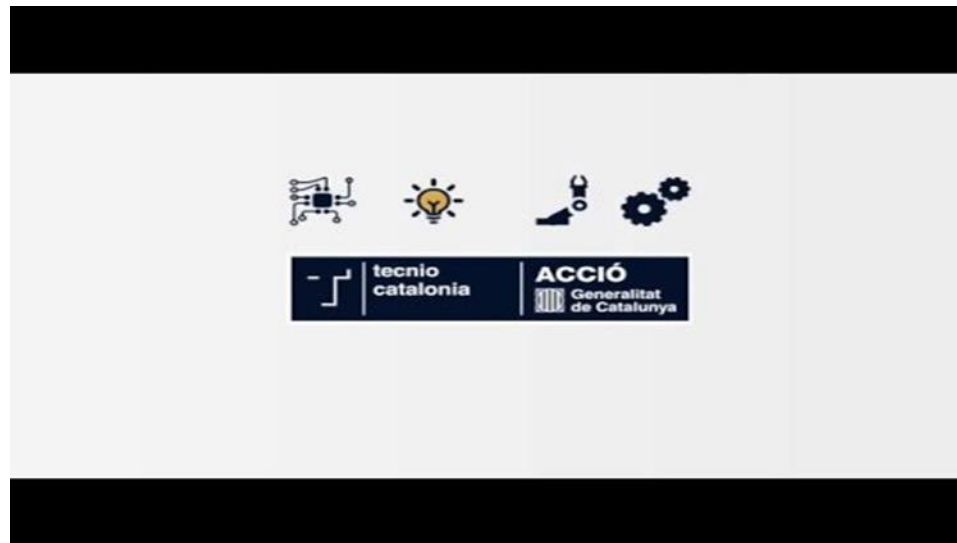 tecnio
catalonia
ACCIÓ
Generalitat
de Catalunya